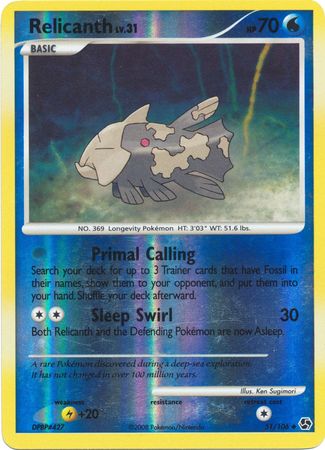 Relicanth LV.31
HP 70
BASIC
NO. 369 Longevity Pokémon HT: 3'03" WT: 51.6 lbs.
Primal Calling
Search your deck for up to 3 Trainer cards that have Fossil
in their names, show them to your opponent, and put them into
your hand. Shuffle your deck afterward.
Sleep Swirl 30
Both Relicanth and the Defending Pokémon are now Asleep.
A rare Pokémon discovered during a deep-sea exploration.
It has not changed in over 100 million years.
Illus. Ken Sugimori
weakness resistance retreat cost
+20
DPBP#427 ©2008 Pokémon/Nintendo 51/106